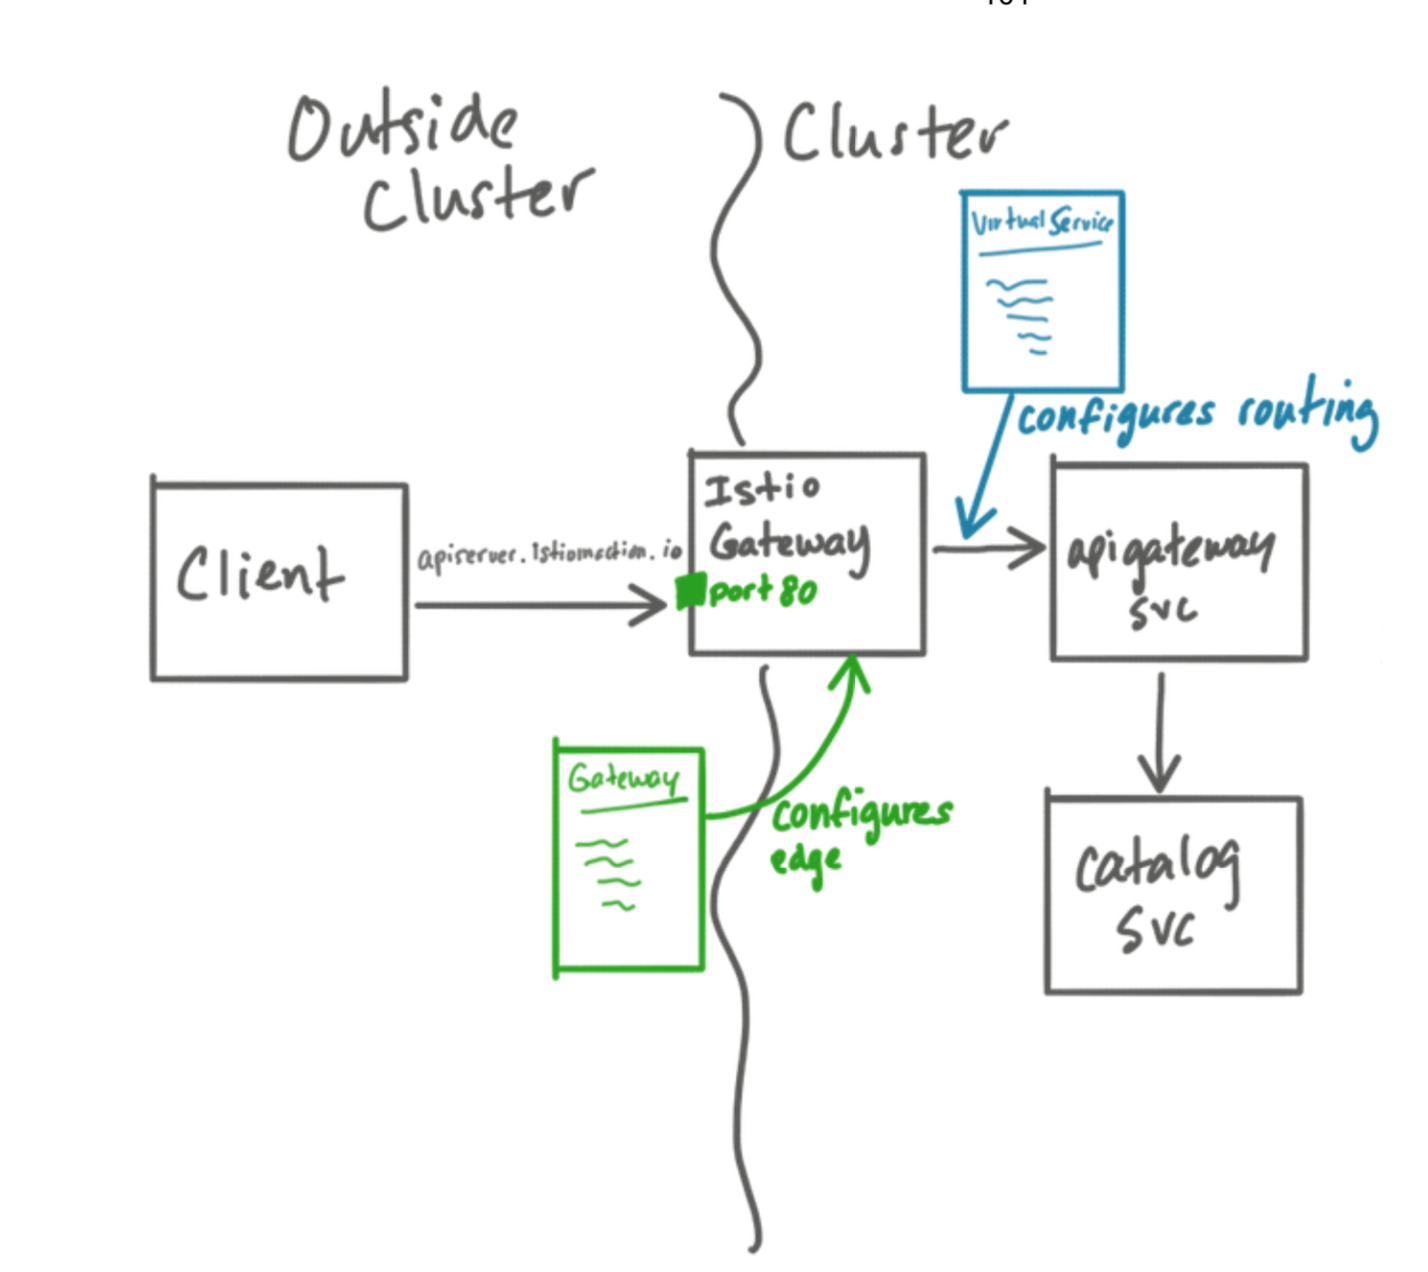 Outside
Cluster
Cluster
Virtual Service
configures routing
Istio
Gateway
port 80
Client
apiserver.istioinaction.io
apigateway
svc
Gateway
configures
edge
catalog
svc